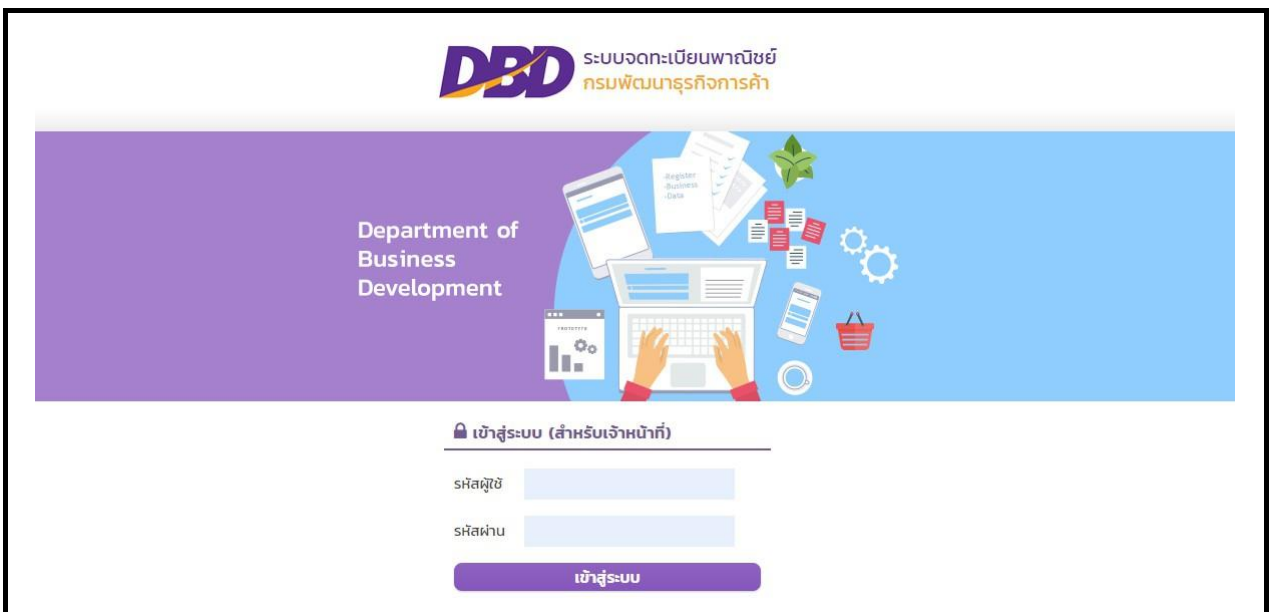 DBD
ระบบจดทะเบียนพาณิชย์
กรมพัฒนาธุรกิจการค้า
-Register
-Business
-Data
Department of
Business
Development
PROTOTYPE
เข้าสู่ระบบ (สำหรับเจ้าหน้าที่)
รหัสผู้ใช้
รหัสผ่าน
เข้าสู่ระบบ